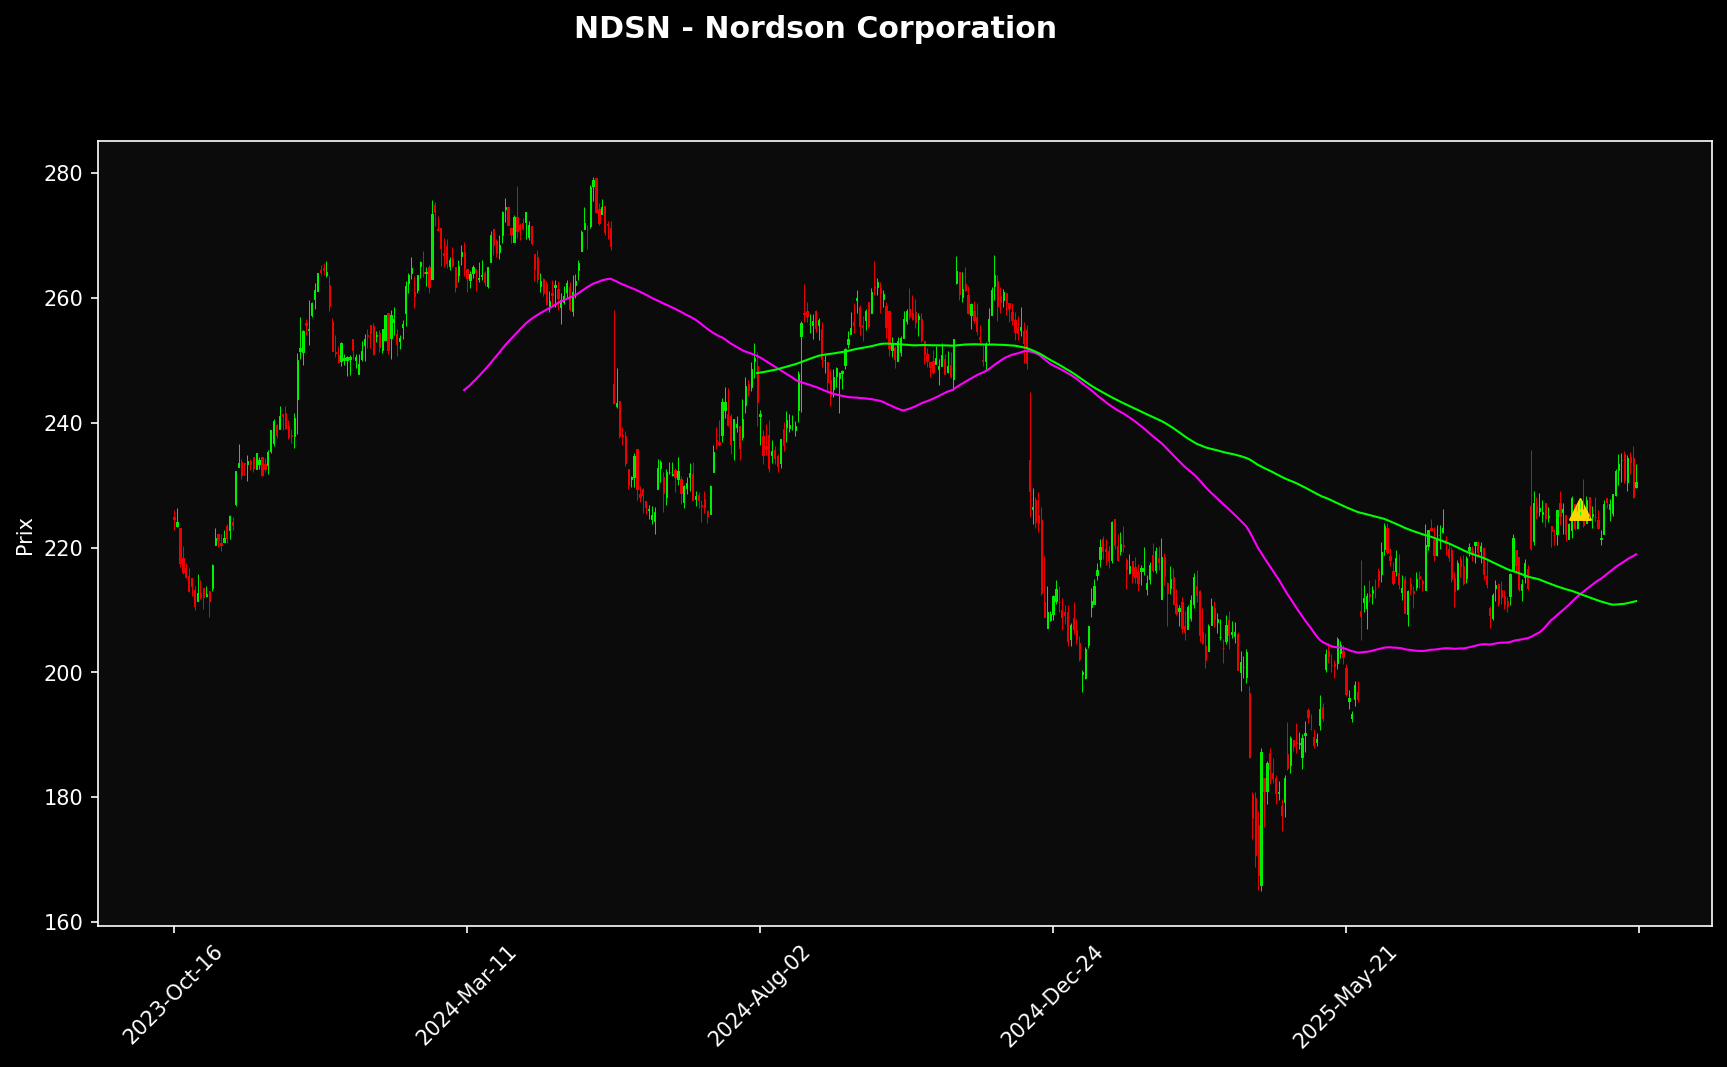 NDSN - Nordson Corporation
Prix
280
260
240
220
200
180
160
2023-Oct-16
2024-Mar-11
2024-Aug-02
2024-Dec-24
2025-May-21